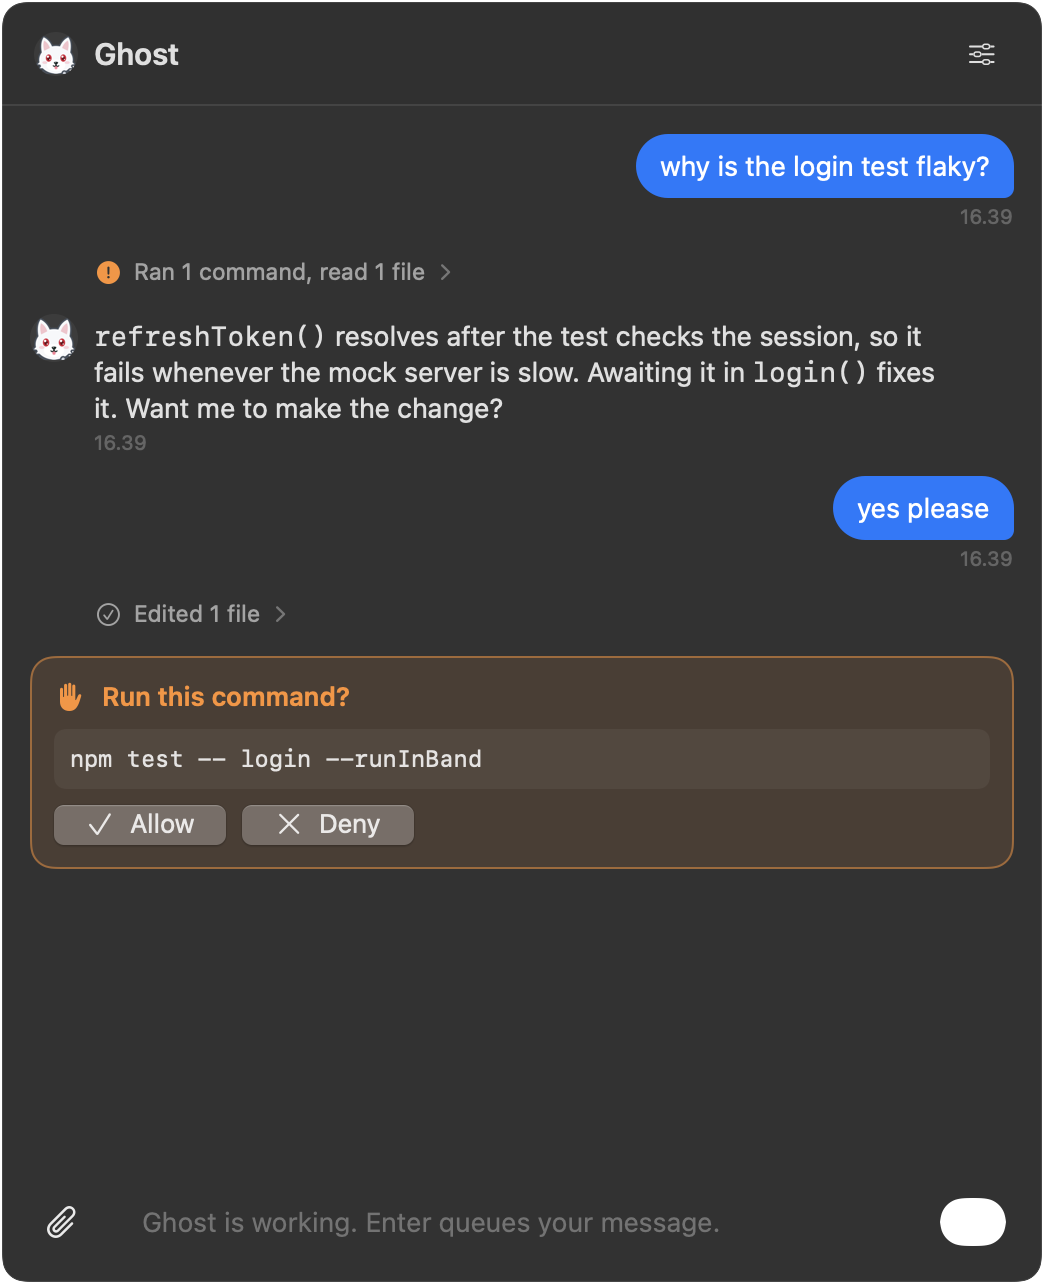 Ghost
why is the login test flaky?
16.39
Ran 1 command, read 1 file
refreshToken() resolves after the test checks the session, so it
fails whenever the mock server is slow. Awaiting it in login() fixes
it. Want me to make the change?
16.39
yes please
16.39
Edited 1 file
Run this command?
npm test -- login --runInBand
Allow
Deny
Ghost is working. Enter queues your message.